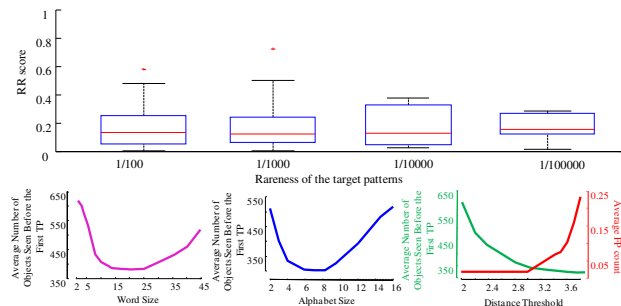 1
0.8
0.6
0.4
0.2
0
RR score
1/100 1/1000 1/10000 1/100000
Rareness of the target patterns
Average Number of
Objects Seen Before the
First TP
650
550
450
350
2 5 15 25 35 45
Word Size
Average Number of
Objects Seen Before the
First TP
550
450
350
2 4 6 8 10 12 14 16
Alphabet Size
Average Number of
Objects Seen Before the
First TP
650
550
450
350
2 2.4 2.8 3.2 3.6
Distance Threshold
0.25
0.15
0.05
Average FP
count